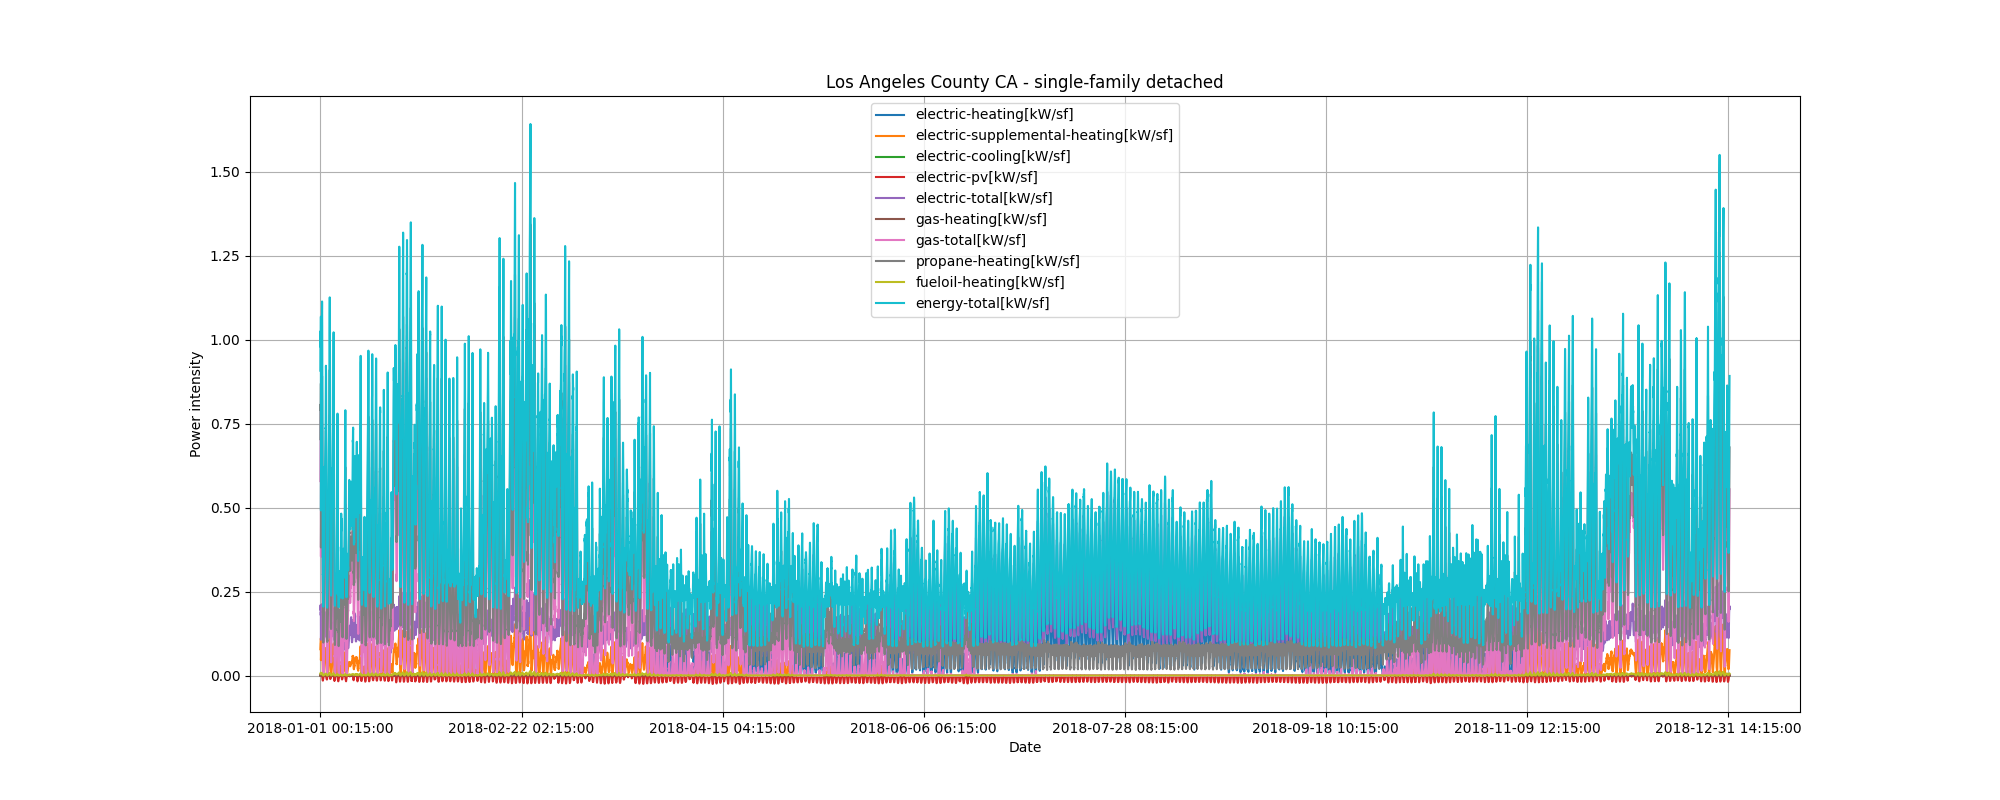 Los Angeles County CA - single-family detached
electric-heating[kW/sf]
electric-supplemental-heating[kW/sf]
electric-cooling[kW/sf]
electric-pv[kW/sf]
electric-total[kW/sf]
gas-heating[kW/sf]
gas-total[kW/sf]
propane-heating[kW/sf]
fueloil-heating[kW/sf]
energy-total[kW/sf]
Power intensity
1.50
1.25
1.00
0.75
0.50
0.25
0.00
2018-01-01 00:15:00
2018-02-22 02:15:00
2018-04-15 04:15:00
2018-06-06 06:15:00
2018-07-28 08:15:00
2018-09-18 10:15:00
2018-11-09 12:15:00
2018-12-31 14:15:00
Date